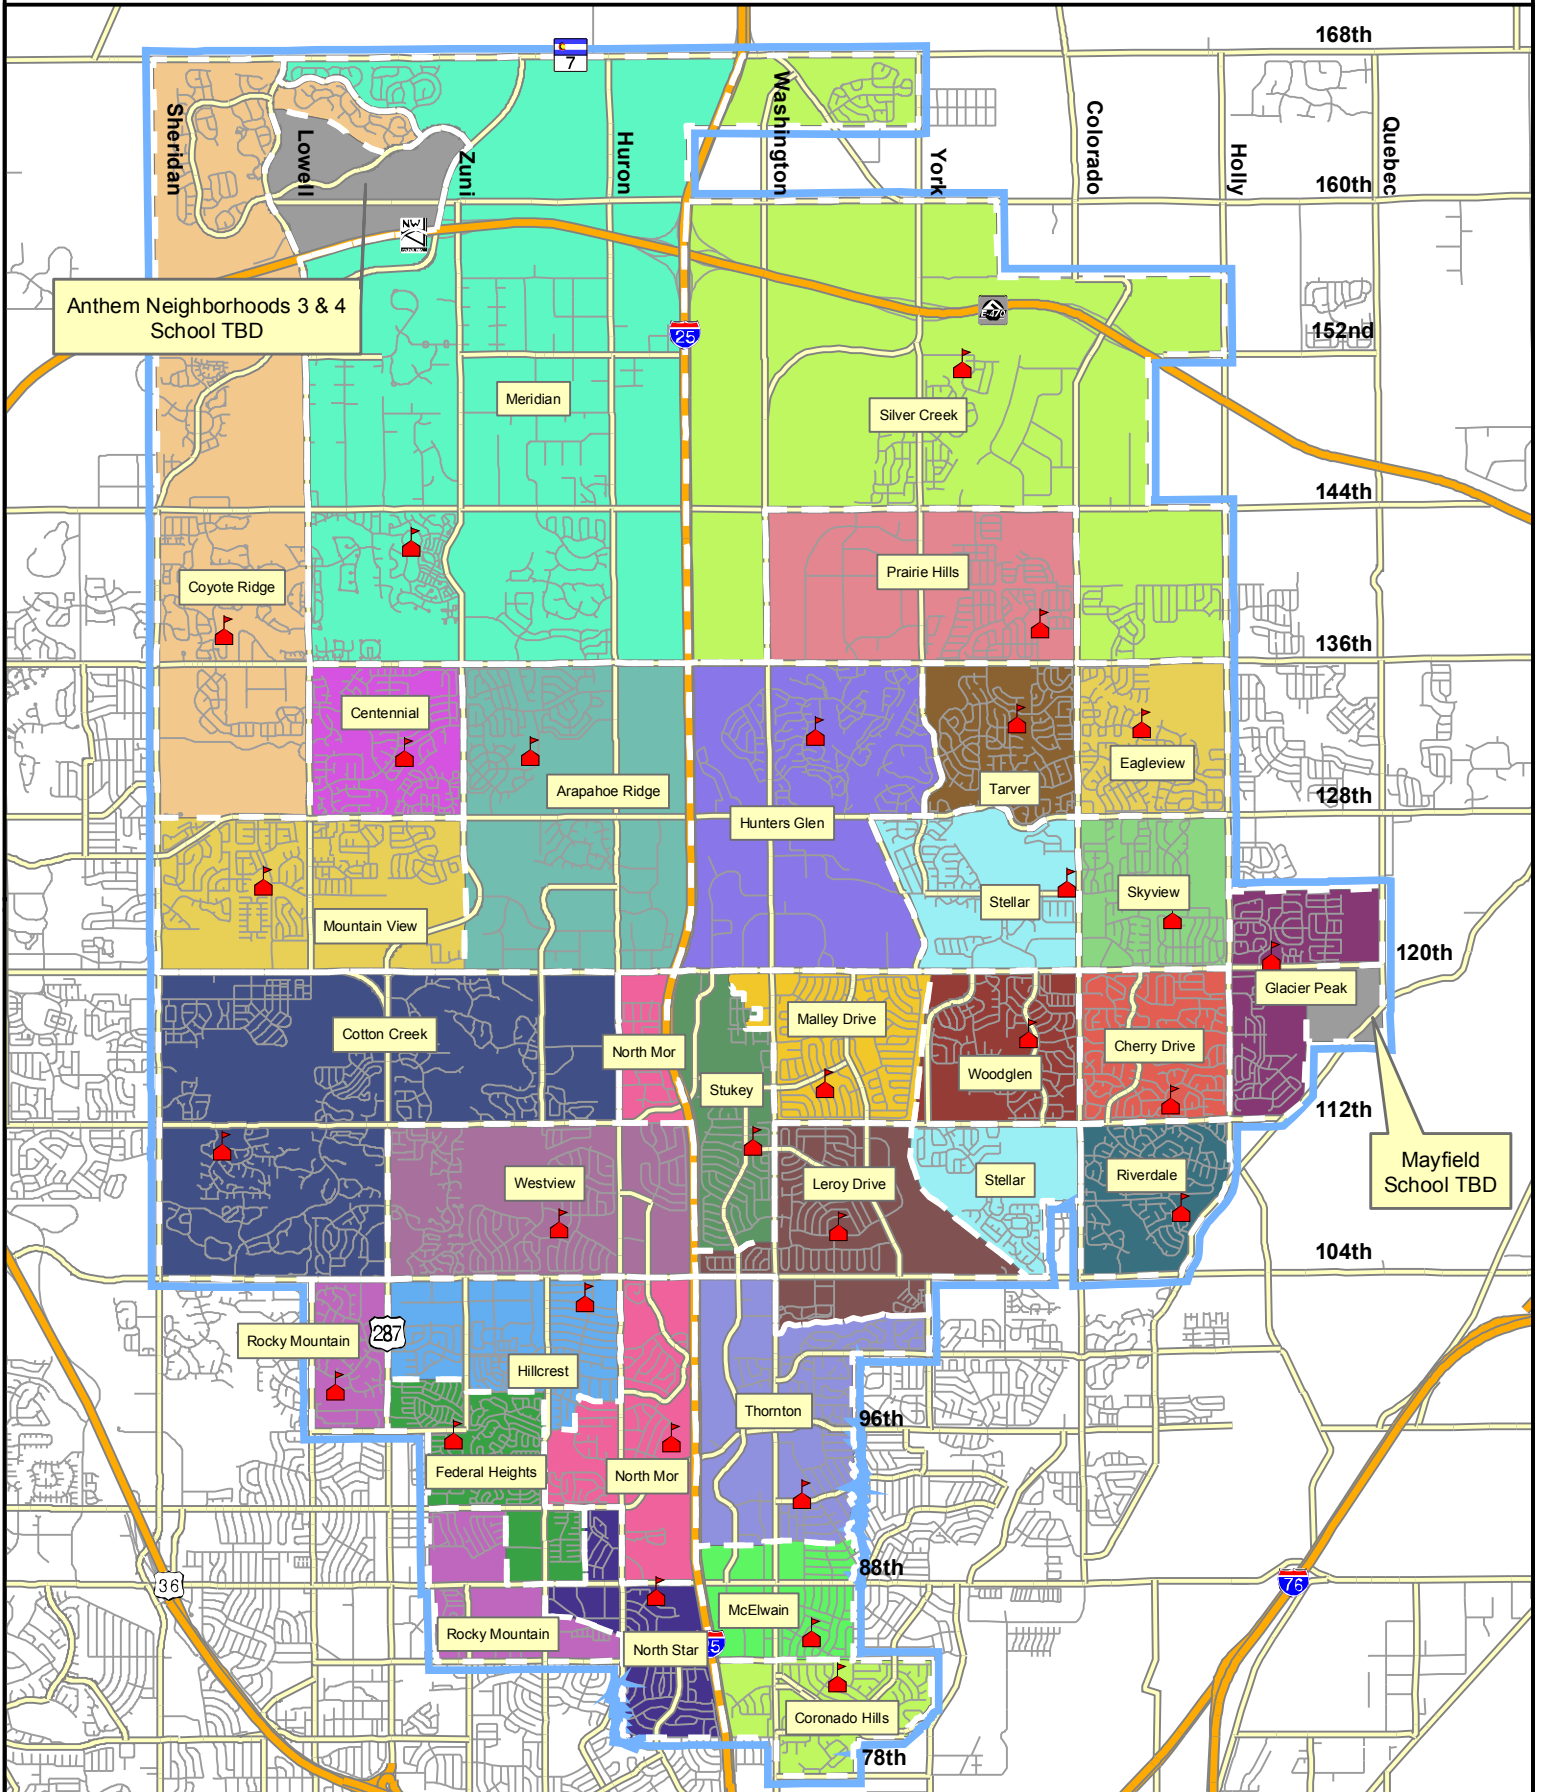 168th
7
Washington
Sheridan
Lowell
Zuni
Huron
York
Colorado
Holly
Quebec
160th
NW
E-470
Anthem Neighborhoods 3 & 4
School TBD
25
152nd
Meridian
Silver Creek
144th
Coyote Ridge
Prairie Hills
136th
Centennial
Arapahoe Ridge
Tarver
Eagleview
128th
Hunters Glen
Mountain View
Stellar
Skyview
120th
Glacier Peak
Cotton Creek
North Mor
Malley Drive
Woodglen
Cherry Drive
Stukey
112th
Westview
Leroy Drive
Stellar
Riverdale
Mayfield
School TBD
104th
Rocky Mountain
287
Hillcrest
Thornton
96th
Federal Heights
North Mor
88th
36
76
McElwain
Rocky Mountain
North Star
5
Coronado Hills
78th